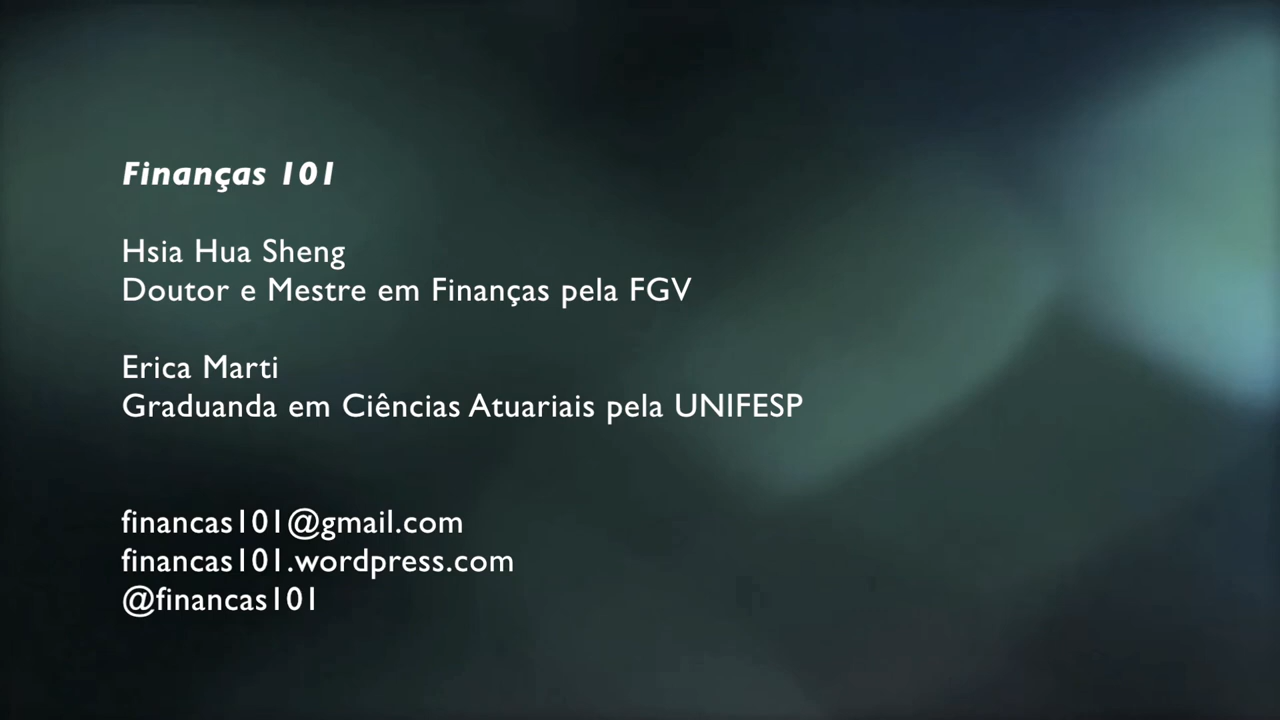 Finanças 101
Hsia Hua Sheng
Doutor e Mestre em Finanças pela FGV
Erica Marti
Graduanda em Ciências Atuariais pela UNIFESP
financas101@gmail.com
financas101.wordpress.com
@financas101